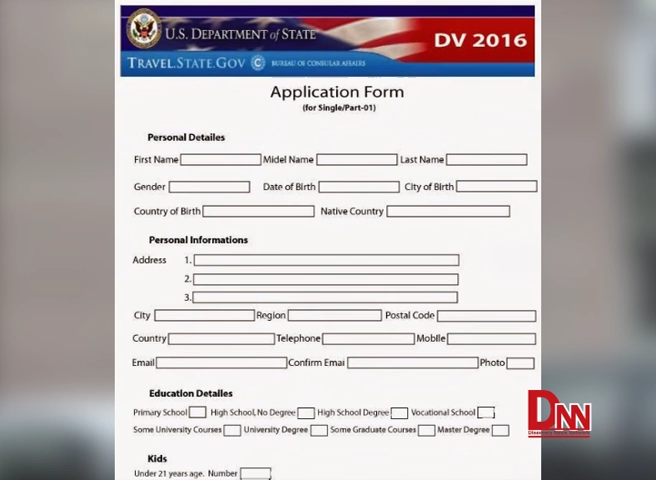 U.S. DEPARTMENT of STATE
DV 2016
TRAVEL.STATE.GOV C BUREAU OF CONSULAR AFFAIRS
Application Form
(for Single/Part-01)
Personal Detailes
First Name Midel Name Last Name
Gender Date of Birth City of Birth
Country of Birth Native Country
Personal Informations
Address 1.
2.
3.
City Region Postal Code
Country Telephone Mobile
Email Confirm Emai Photo
Education Detailes
Primary School High School, No Degree High School Degree Vocational School
Some University Courses University Degree Some Graduate Courses Master Degree
DNN
Kids
Under 21 years age. Number